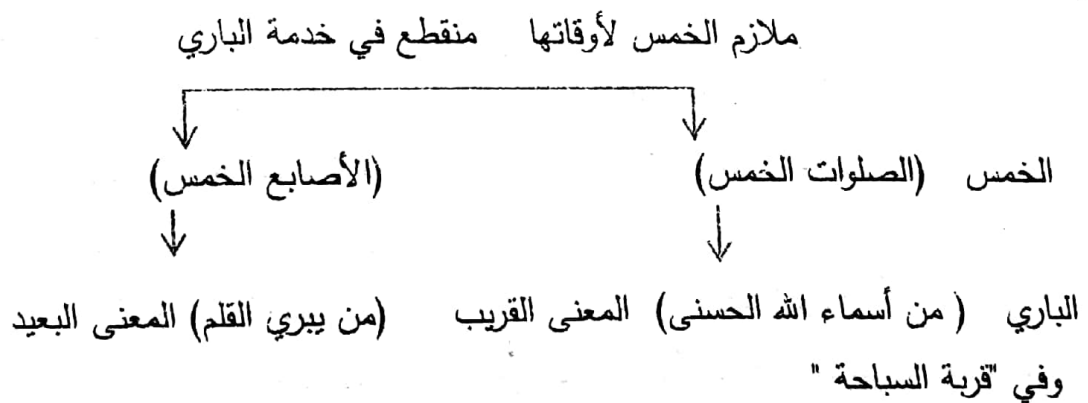 ملازم الخمس لأوقاتها منقطع في خدمة الباري
الخمس (الصلوات الخمس) (الأصابع الخمس)
الباري ( من أسماء الله الحسنى) المعنى القريب (من يبري القلم) المعنى البعيد
وفي "قربة السباحة "